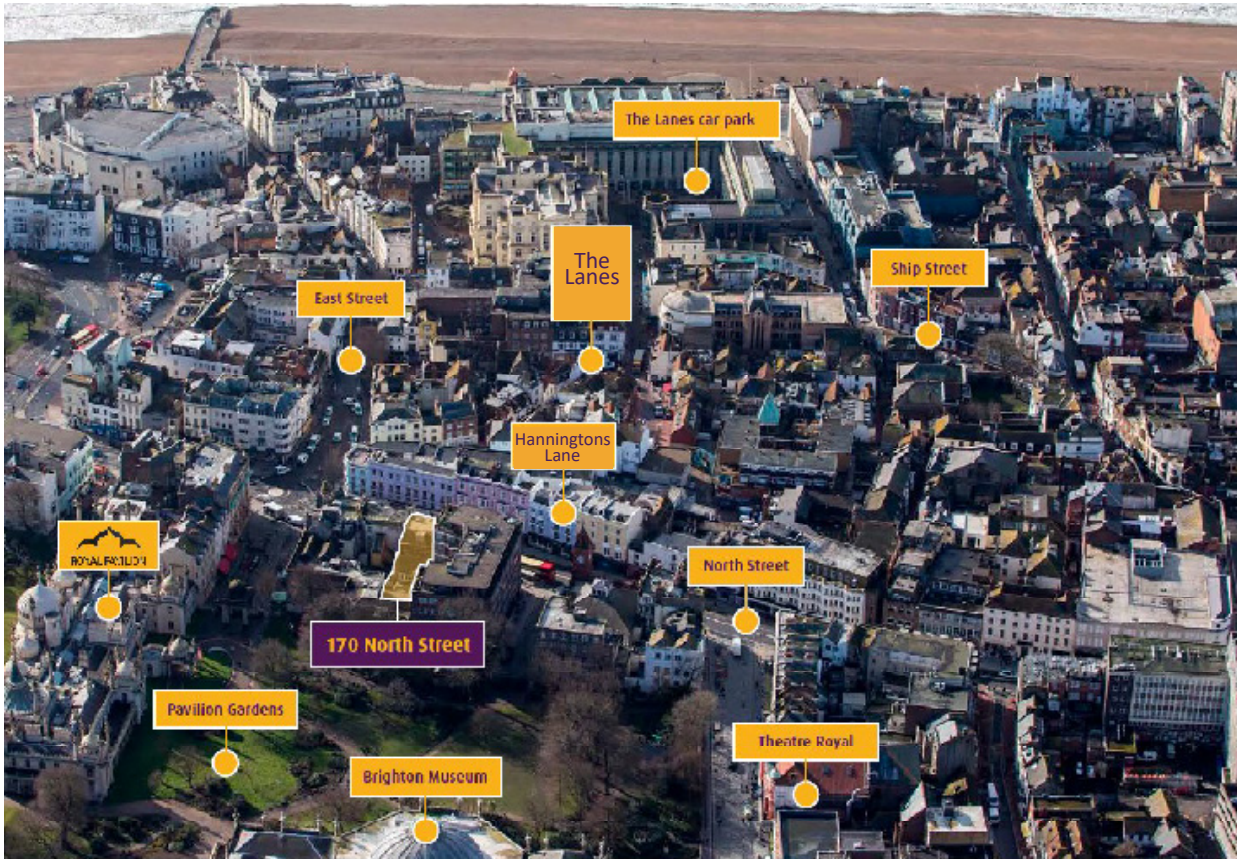 The Lanes car park
The
Lanes
Ship Street
East Street
Hanningtons
Lane
ROYAL PAVILION
North Street
170 North Street
Pavilion Gardens
Theatre Royal
Brighton Museum